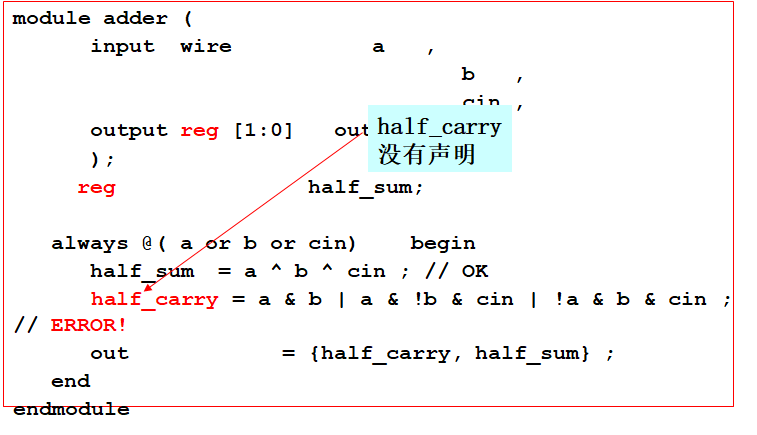 module adder (
input wire a ,
b ,
cin ,
output reg [1:0] out
);
half_carry
没有声明
reg half_sum;
always @( a or b or cin) begin
half_sum = a ^ b ^ cin ; // OK
half_carry = a & b | a & !b & cin | !a & b & cin ;
// ERROR!
out = {half_carry, half_sum} ;
end
endmodule